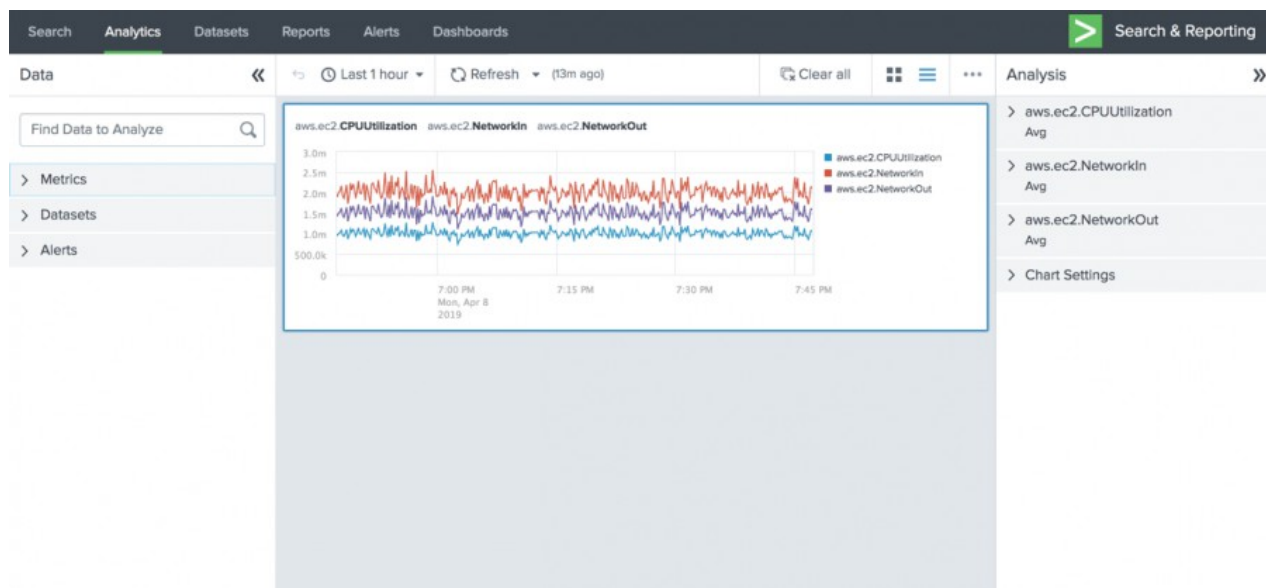 Search Analytics Datasets Reports Alerts Dashboards Search & Reporting
Data
Last 1 hour Refresh (13m ago) Clear all
Analysis
Find Data to Analyze
Metrics
Datasets
Alerts
aws.ec2.CPUUtilization aws.ec2.NetworkIn aws.ec2.NetworkOut
3.0m
2.5m
2.0m
1.5m
1.0m
500.0k
0
7:00 PM 7:15 PM 7:30 PM 7:45 PM
Mon, Apr 8
2019
aws.ec2.CPUUtilization
aws.ec2.NetworkIn
aws.ec2.NetworkOut
aws.ec2.CPUUtilization
Avg
aws.ec2.NetworkIn
Avg
aws.ec2.NetworkOut
Avg
Chart Settings